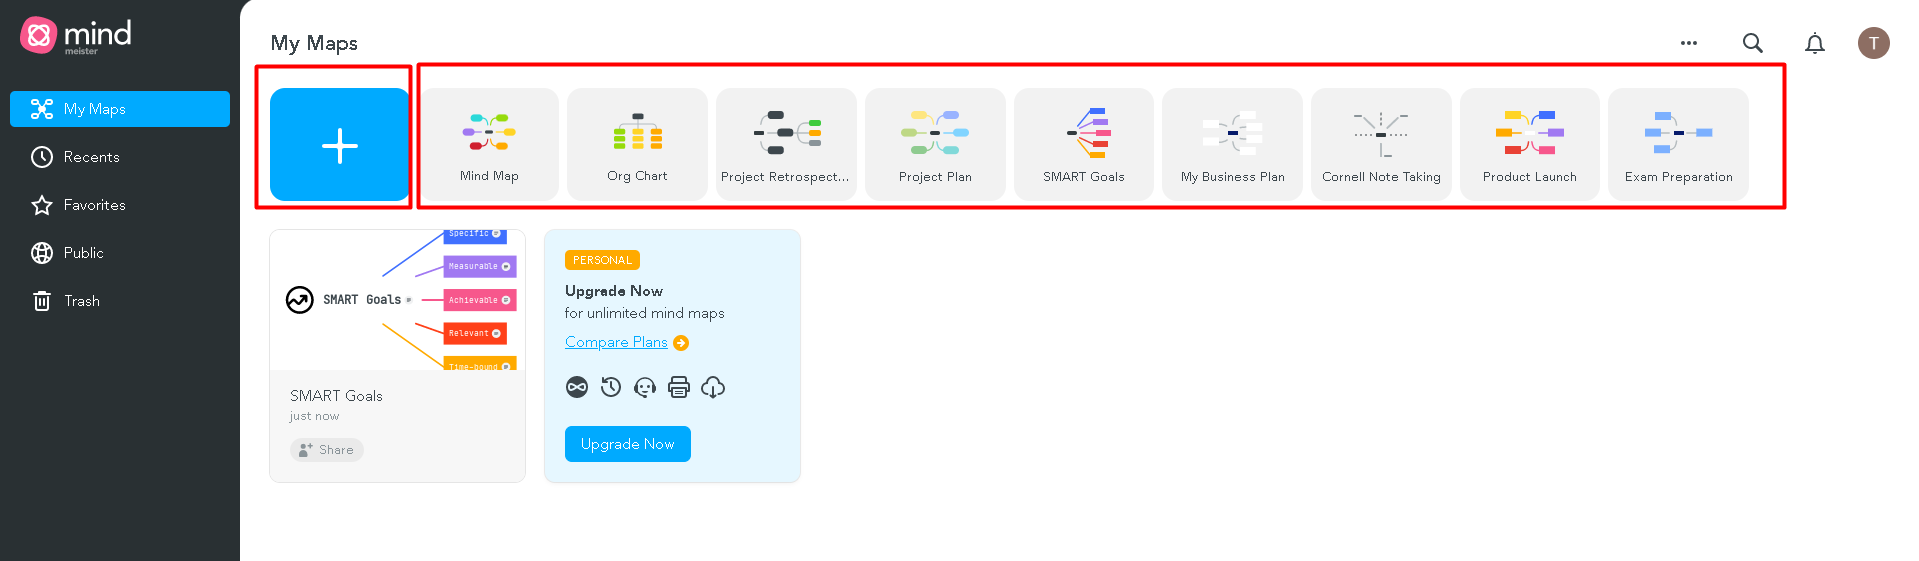 mind
meister
My Maps
T
My Maps
Recents
Favorites
Public
Trash
Mind Map
Org Chart
Project Retrospect...
Project Plan
SMART Goals
My Business Plan
Cornell Note Taking
Product Launch
Exam Preparation
Specific
Measurable
SMART Goals
Achievable
Relevant
Time-bound
SMART Goals
just now
Share
PERSONAL
Upgrade Now
for unlimited mind maps
Compare Plans
Upgrade Now